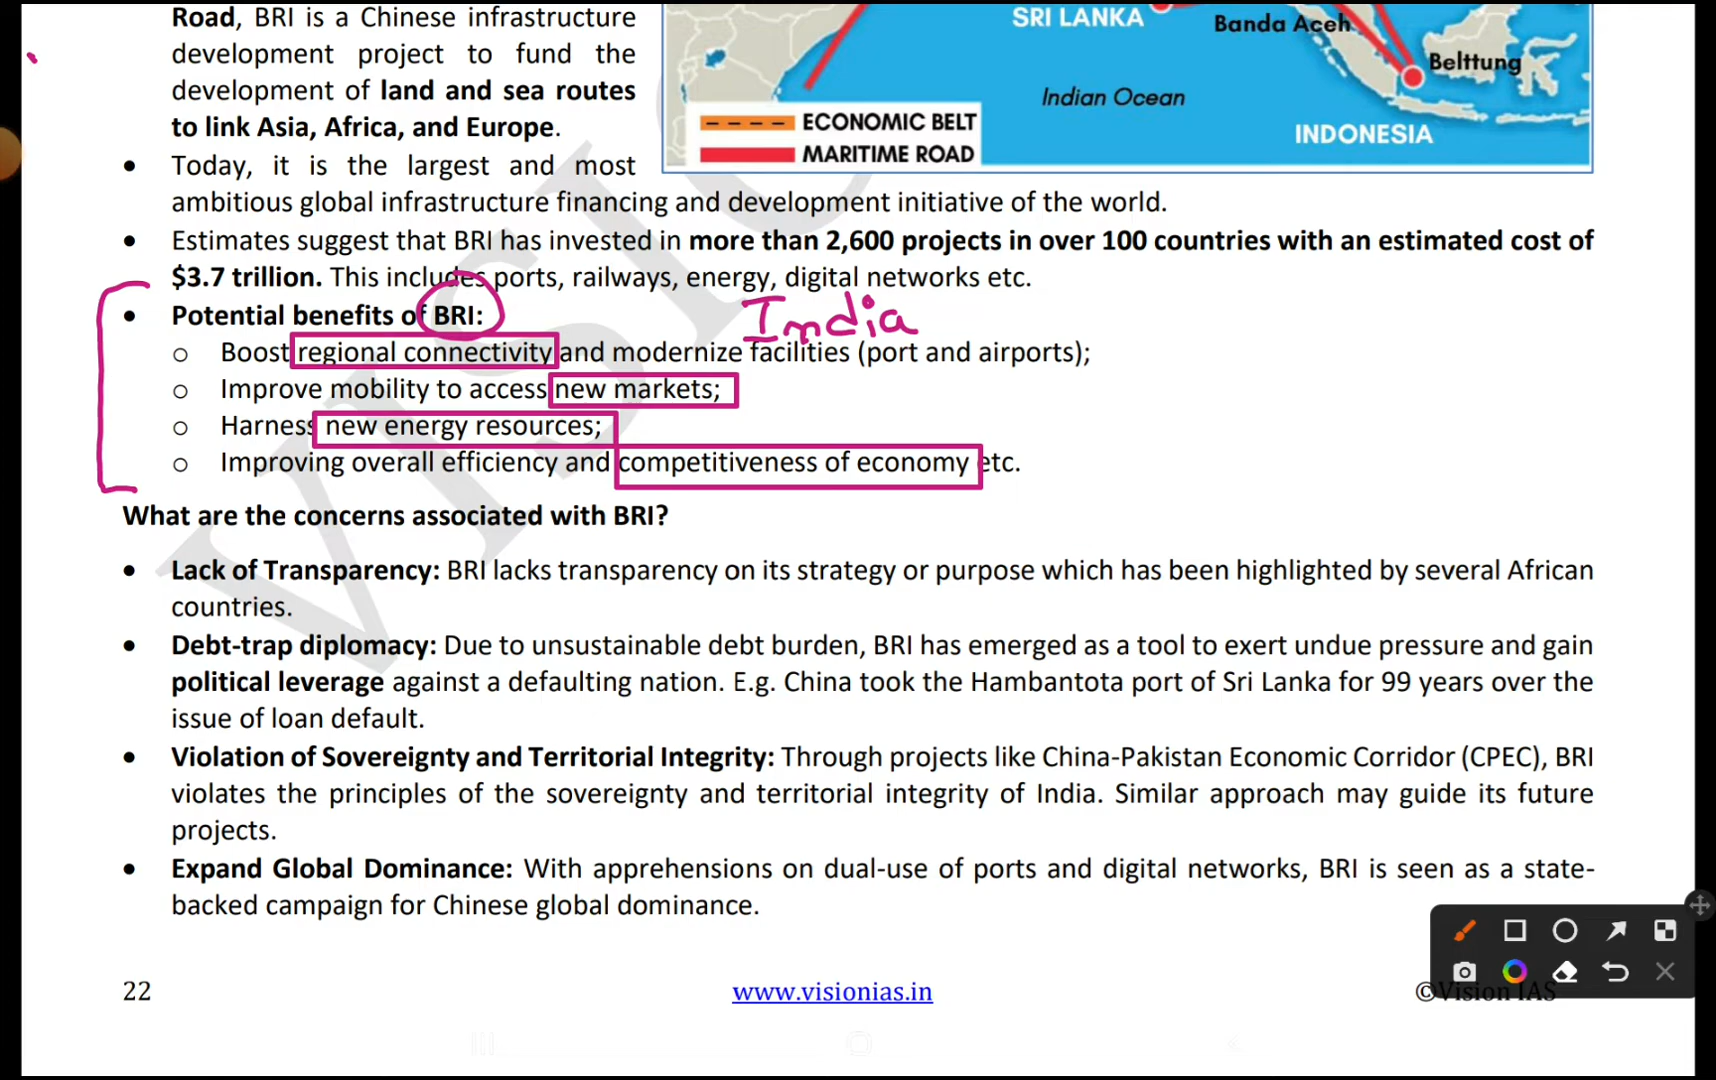 Road, BRI is a Chinese infrastructure
development project to fund the
development of land and sea routes
to link Asia, Africa, and Europe.
• Today, it is the largest and most
ambitious global infrastructure financing and development initiative of the world.
SRI LANKA
Banda Aceh
Belttung
Indian Ocean
INDONESIA
ECONOMIC BELT
MARITIME ROAD
• Estimates suggest that BRI has invested in more than 2,600 projects in over 100 countries with an estimated cost of
$3.7 trillion. This includes ports, railways, energy, digital networks etc.
• Potential benefits of BRI:
India
o Boost regional connectivity and modernize facilities (port and airports);
o Improve mobility to access new markets;
o Harness new energy resources;
o Improving overall efficiency and competitiveness of economy etc.
What are the concerns associated with BRI?
• Lack of Transparency: BRI lacks transparency on its strategy or purpose which has been highlighted by several African
countries.
• Debt-trap diplomacy: Due to unsustainable debt burden, BRI has emerged as a tool to exert undue pressure and gain
political leverage against a defaulting nation. E.g. China took the Hambantota port of Sri Lanka for 99 years over the
issue of loan default.
• Violation of Sovereignty and Territorial Integrity: Through projects like China-Pakistan Economic Corridor (CPEC), BRI
violates the principles of the sovereignty and territorial integrity of India. Similar approach may guide its future
projects.
• Expand Global Dominance: With apprehensions on dual-use of ports and digital networks, BRI is seen as a state-
backed campaign for Chinese global dominance.
22
www.visionias.in
©Vision IAS